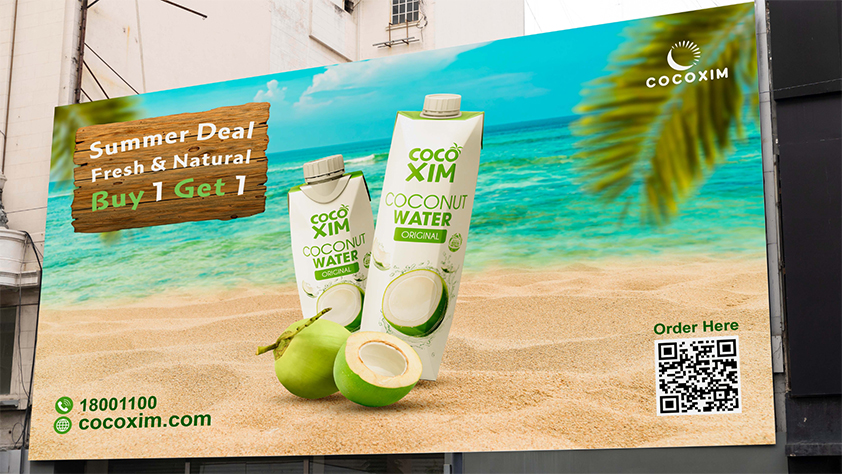 COCOXIM
Summer Deal
Fresh & Natural
Buy 1 Get 1
COCO
XIM
COCONUT
WATER
ORIGINAL
COCO
XIM
COCONUT
WATER
ORIGINAL
Order Here
18001100
cocoxim.com